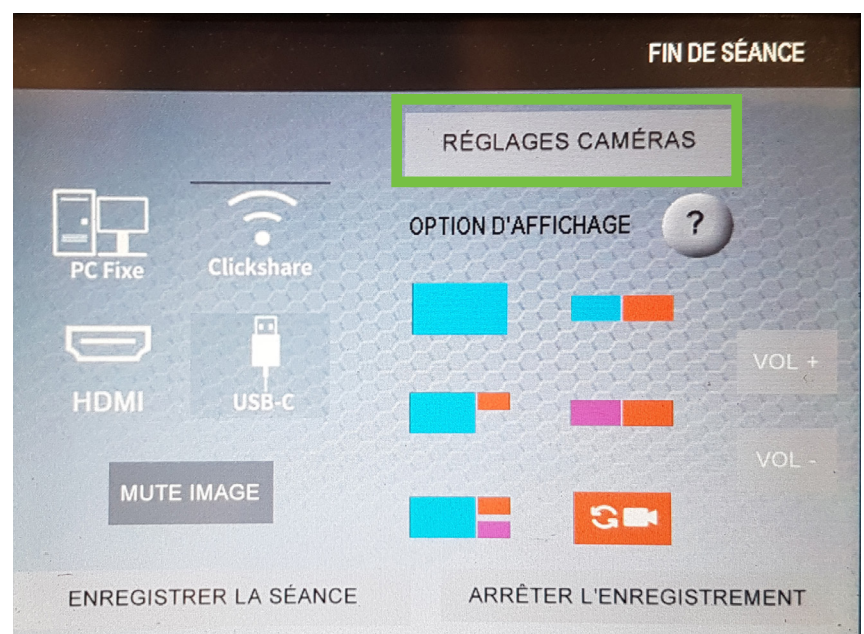 FIN DE SÉANCE
RÉGLAGES CAMÉRAS
OPTION D'AFFICHAGE ?
PC Fixe
Clickshare
HDMI
USB-C
VOL +
VOL -
MUTE IMAGE
ENREGISTRER LA SÉANCE
ARRÊTER L'ENREGISTREMENT